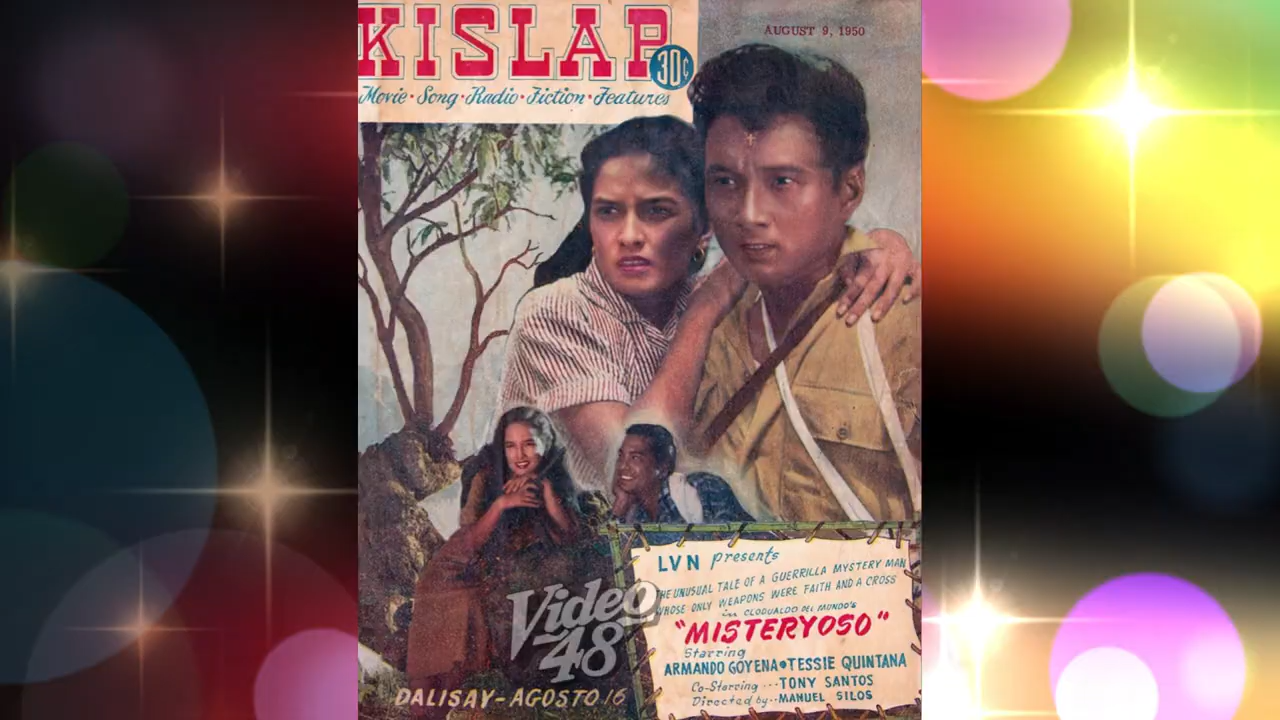 KISLAP
30¢
Movie • Song • Radio • Fiction • Features
AUGUST 9, 1950
LVN presents
THE UNUSUAL TALE OF A GUERRILLA MYSTERY MAN
WHOSE ONLY WEAPONS WERE FAITH AND A CROSS
in CLODUALDO DEL MUNDO'S
"MISTERYOSO"
Starring
ARMANDO GOYENA • TESSIE QUINTANA
Co-Starring ... TONY SANTOS
Directed by .. MANUEL SILOS
Video 48
DALISAY - AGOSTO 16